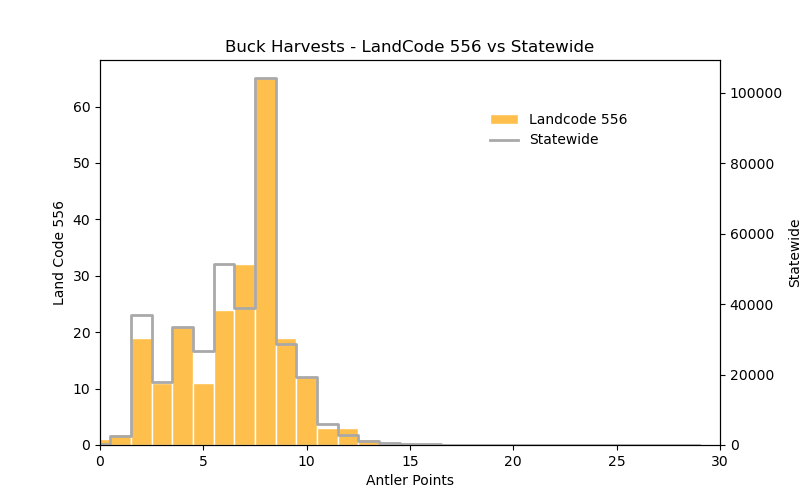 Buck Harvests - LandCode 556 vs Statewide
Landcode 556
Statewide
Land Code 556
60
50
40
30
20
10
0
100000
80000
60000
40000
20000
0
Statewide
0 5 10 15 20 25 30
Antler Points